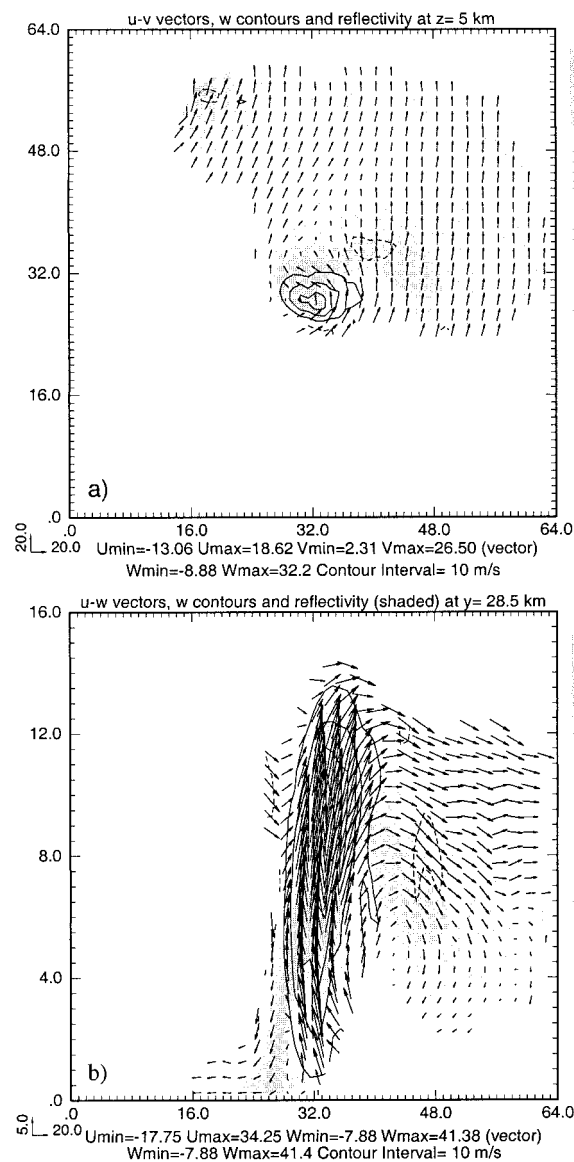 u-v vectors, w contours and reflectivity at z= 5 km
64.0
48.0
32.0
16.0
.0
a)
.0 16.0 32.0 48.0 64.0
20.0
20.0
Umin=-13.06 Umax=18.62 Vmin=2.31 Vmax=26.50 (vector)
Wmin=-8.88 Wmax=32.2 Contour Interval= 10 m/s
u-w vectors, w contours and reflectivity (shaded) at y= 28.5 km
16.0
12.0
8.0
4.0
.0
b)
.0 16.0 32.0 48.0 64.0
5.0
20.0
Umin=-17.75 Umax=34.25 Wmin=-7.88 Wmax=41.38 (vector)
Wmin=-7.88 Wmax=41.4 Contour Interval= 10 m/s